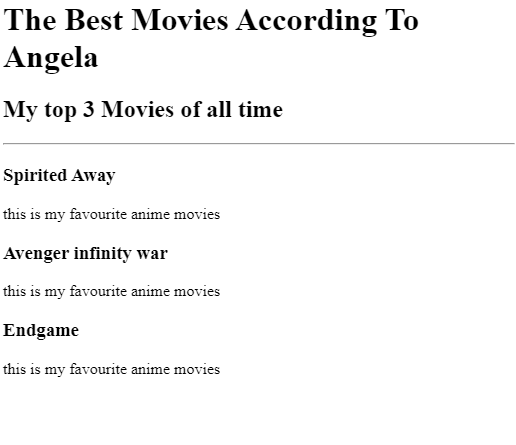 The Best Movies According To
Angela
My top 3 Movies of all time
Spirited Away
this is my favourite anime movies
Avenger infinity war
this is my favourite anime movies
Endgame
this is my favourite anime movies